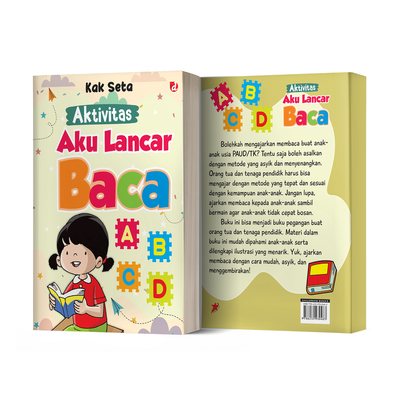 Kak Seta
Aktivitas
Aku Lancar
Baca
A B
C D
A B
C D
Aktivitas
Aku Lancar
Baca
Bolehkah mengajarkan membaca buat anak-
anak usia PAUD/TK? Tentu saja boleh asalkan
dengan metode yang asyik dan menyenangkan.
Orang tua dan tenaga pendidik harus bisa
mengajar dengan metode yang tepat dan sesuai
dengan kemampuan anak-anak. Jangan lupa,
ajarkan membaca kepada anak-anak sambil
bermain agar anak-anak tidak cepat bosan.
Buku ini bisa menjadi buku pegangan buat
orang tua dan tenaga pendidik. Materi dalam
buku ini mudah dipahami anak-anak serta
dilengkapi ilustrasi yang menarik. Yuk, ajarkan
membaca dengan cara mudah, asyik, dan
menggembirakan!